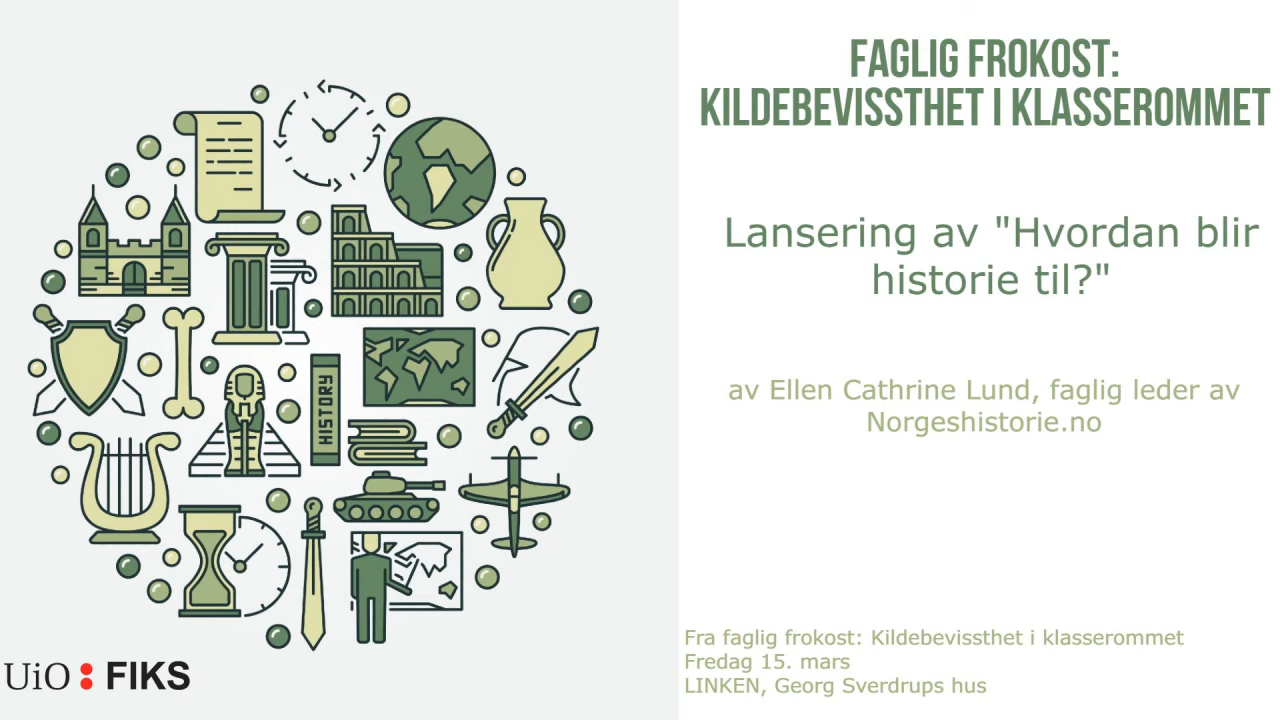 FAGLIG FROKOST:
KILDEBEVISSTHET I KLASSEROMMET
Lansering av "Hvordan blir
historie til?"
av Ellen Cathrine Lund, faglig leder av
Norgeshistorie.no
HISTORY
Fra faglig frokost: Kildebevissthet i klasserommet
Fredag 15. mars
LINKEN, Georg Sverdrups hus
UiO FIKS